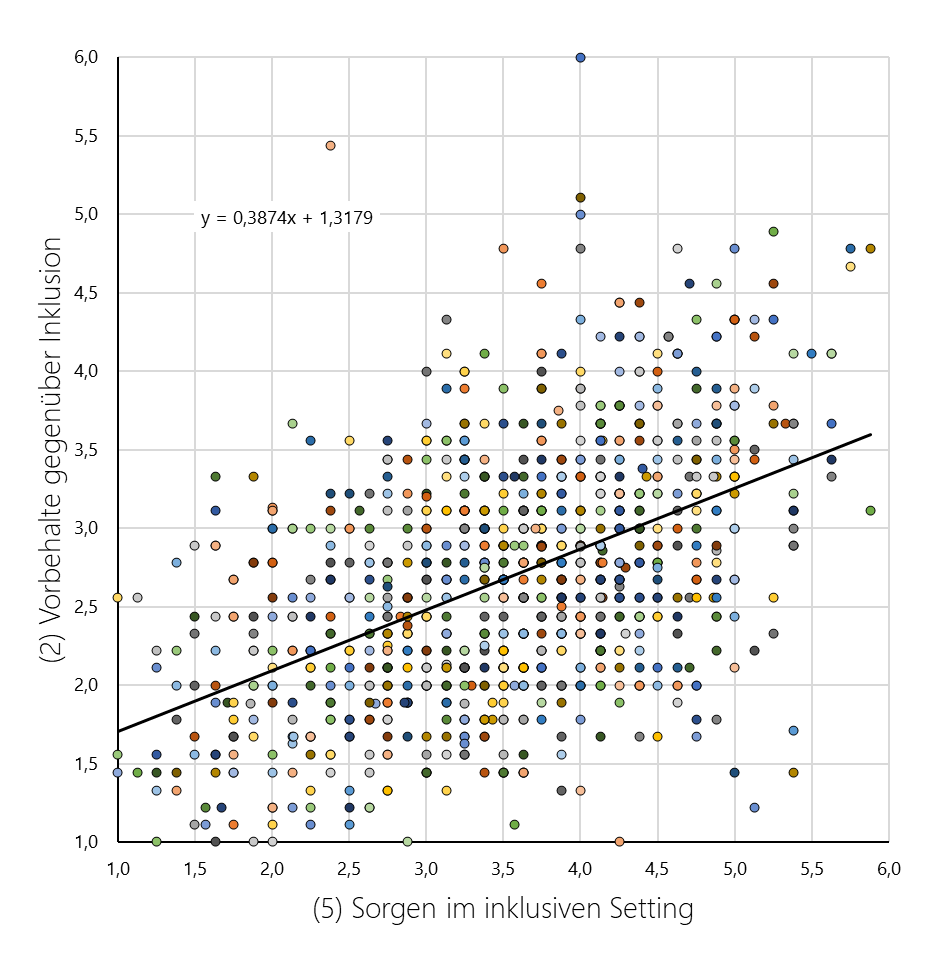 6,0
5,5
5,0
4,5
4,0
3,5
3,0
2,5
2,0
1,5
1,0
(2) Vorbehalte gegenüber Inklusion
y = 0,3874x + 1,3179
1,0 1,5 2,0 2,5 3,0 3,5 4,0 4,5 5,0 5,5 6,0
(5) Sorgen im inklusiven Setting